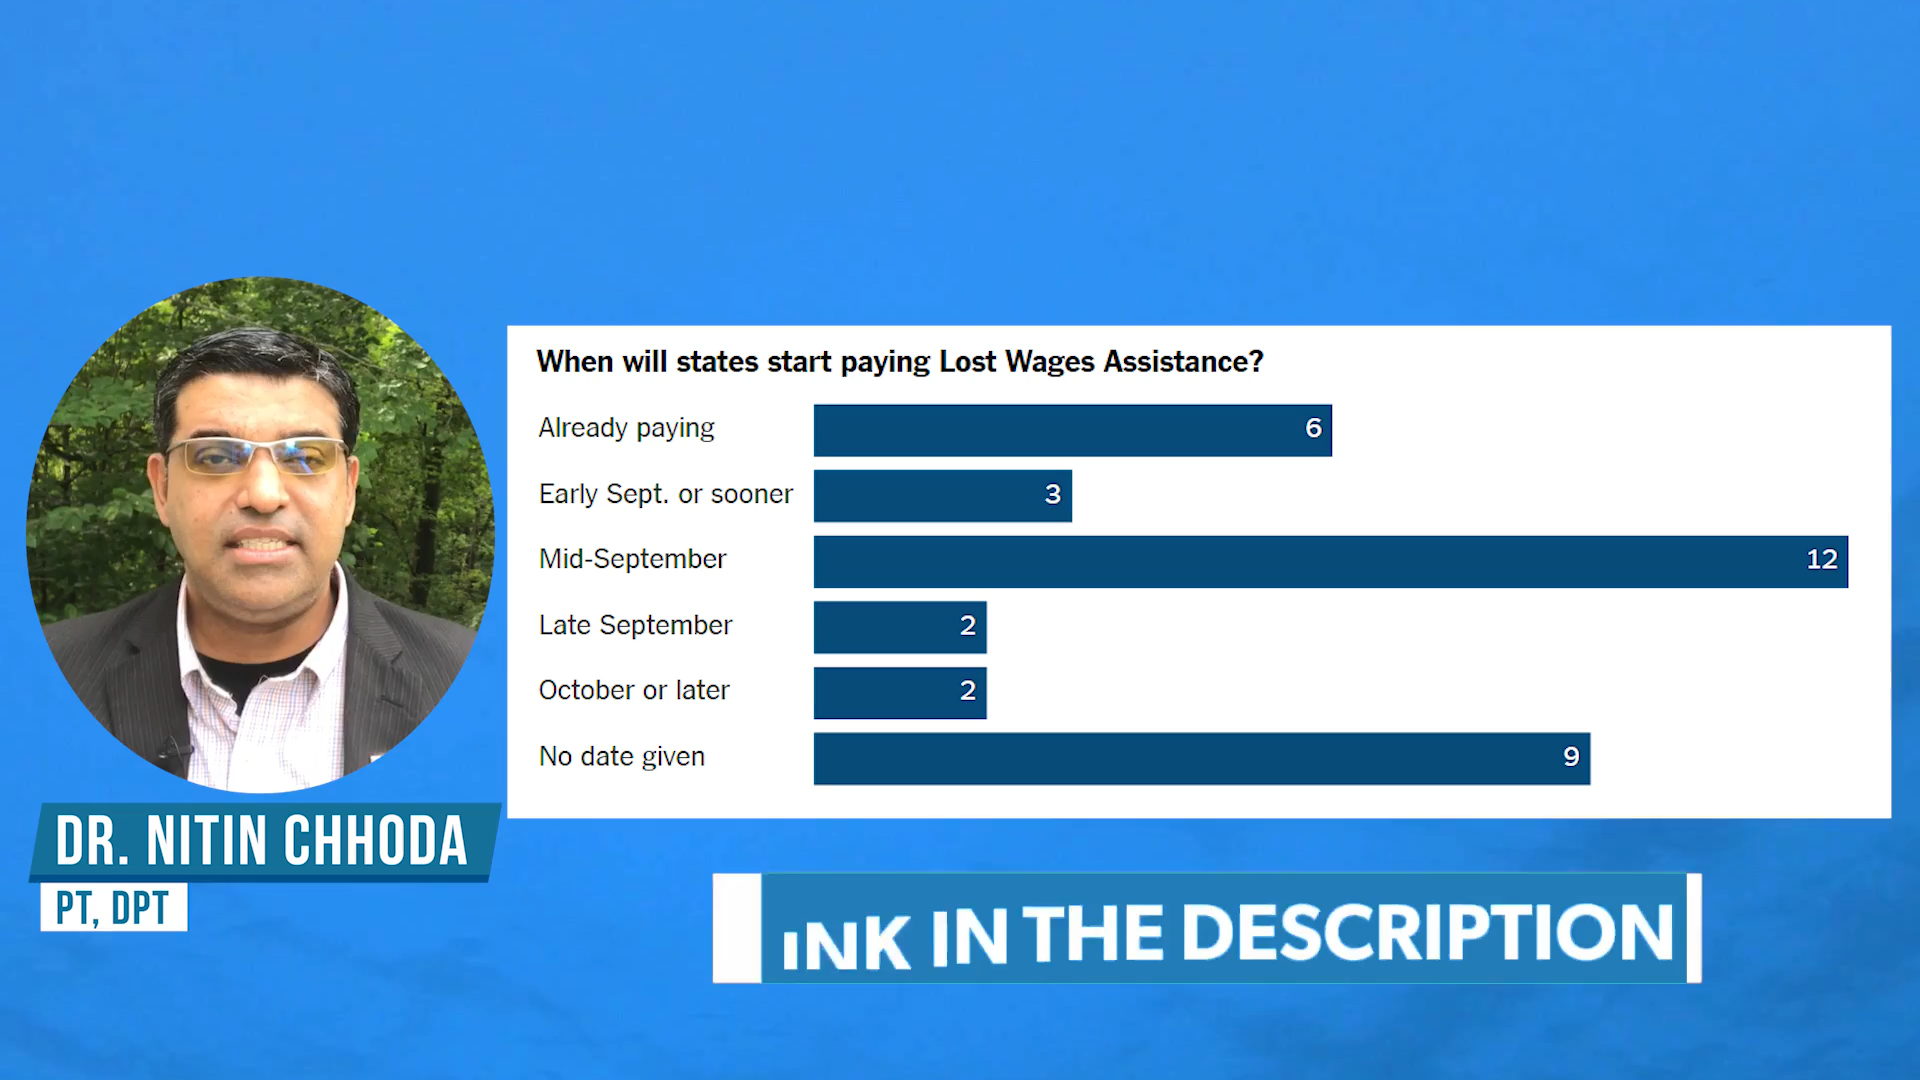 When will states start paying Lost Wages Assistance?
Already paying 6
Early Sept. or sooner 3
Mid-September 12
Late September 2
October or later 2
No date given 9
DR. NITIN CHHODA
PT, DPT
INK IN THE DESCRIPTION